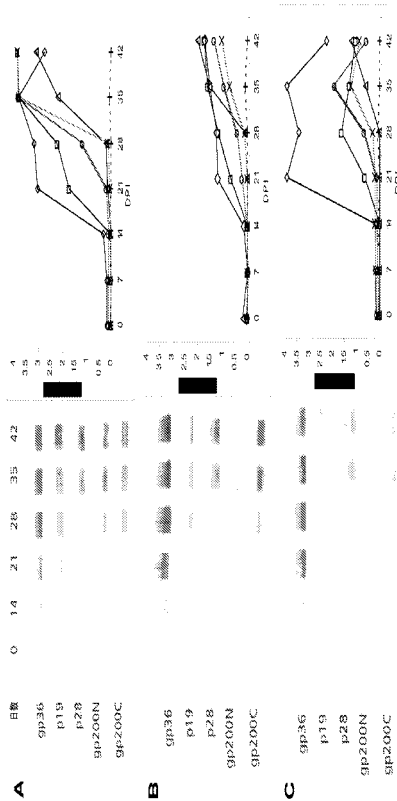 A
日数 0 14 21 28 35 42
gp36
p19
p28
gp200N
gp200C
4
3.5
3
2.5
2
1.5
1
0.5
0
0 7 14 21 28 35 42
DPI
B
gp36
p19
p28
gp200N
gp200C
4
3.5
3
2.5
2
1.5
1
0.5
0
0 7 14 21 28 35 42
DPI
C
gp36
p19
p28
gp200N
gp200C
4
3.5
3
2.5
2
1.5
1
0.5
0
0 7 14 21 28 35 42
DPI